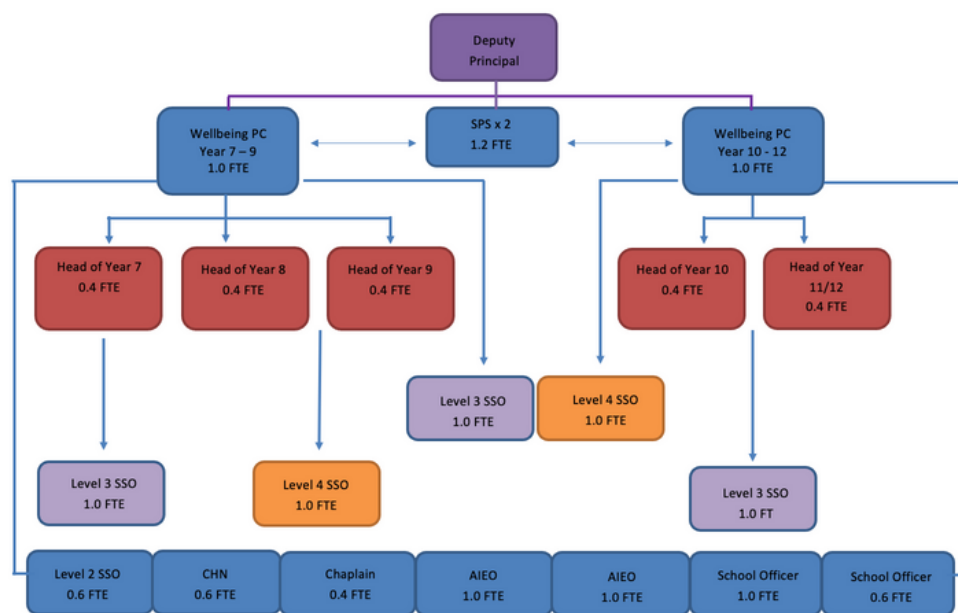 Deputy
Principal
Wellbeing PC
Year 7 – 9
1.0 FTE
SPS x 2
1.2 FTE
Wellbeing PC
Year 10 - 12
1.0 FTE
Head of Year 7
0.4 FTE
Head of Year 8
0.4 FTE
Head of Year 9
0.4 FTE
Head of Year 10
0.4 FTE
Head of Year
11/12
0.4 FTE
Level 3 SSO
1.0 FTE
Level 4 SSO
1.0 FTE
Level 3 SSO
1.0 FTE
Level 4 SSO
1.0 FTE
Level 3 SSO
1.0 FT
Level 2 SSO
0.6 FTE
CHN
0.6 FTE
Chaplain
0.4 FTE
AIEO
1.0 FTE
AIEO
1.0 FTE
School Officer
1.0 FTE
School Officer
0.6 FTE